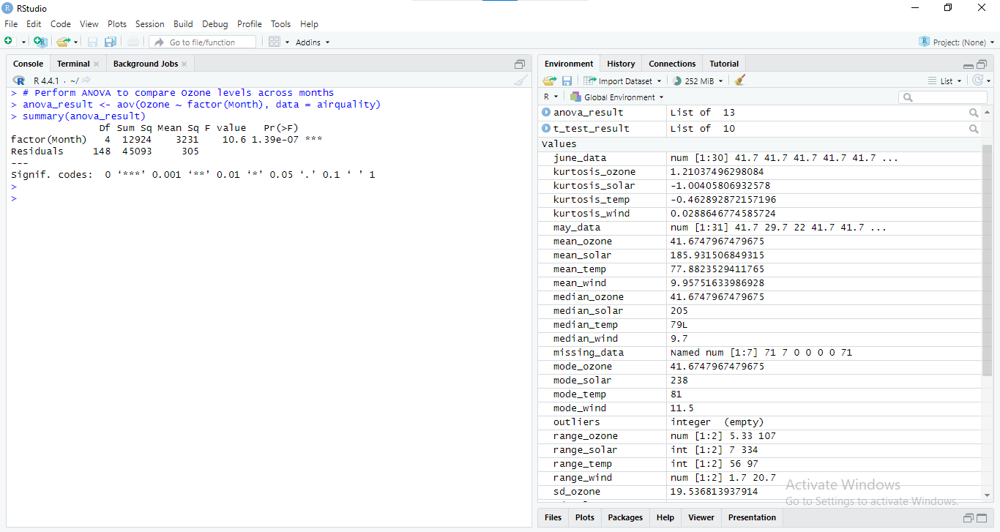 RStudio
File Edit Code View Plots Session Build Debug Profile Tools Help
Go to file/function Addins Project: (None)
Console Terminal Background Jobs
R 4.4.1 · ~/
> # Perform ANOVA to compare Ozone levels across months
> anova_result <- aov(Ozone ~ factor(Month), data = airquality)
> summary(anova_result)
Df Sum Sq Mean Sq F value Pr(>F)
factor(Month) 4 12924 3231 10.6 1.39e-07 ***
Residuals 148 45093 305
---
Signif. codes: 0 ‘***’ 0.001 ‘**’ 0.01 ‘*’ 0.05 ‘.’ 0.1 ‘ ’ 1
>
>
Environment History Connections Tutorial
Import Dataset 252 MiB List
R Global Environment
anova_result List of 13
t_test_result List of 10
Values
june_data num [1:30] 41.7 41.7 41.7 41.7 41.7 ...
kurtosis_ozone 1.21037496298084
kurtosis_solar -1.00405806932578
kurtosis_temp -0.462892872157196
kurtosis_wind 0.0288646774585724
may_data num [1:31] 41.7 29.7 22 41.7 41.7 ...
mean_ozone 41.6747967479675
mean_solar 185.931506849315
mean_temp 77.8823529411765
mean_wind 9.95751633986928
median_ozone 41.6747967479675
median_solar 205
median_temp 79L
median_wind 9.7
missing_data Named num [1:7] 71 7 0 0 0 0 71
mode_ozone 41.6747967479675
mode_solar 238
mode_temp 81
mode_wind 11.5
outliers integer (empty)
range_ozone num [1:2] 5.33 107
range_solar int [1:2] 7 334
range_temp int [1:2] 56 97
range_wind num [1:2] 1.7 20.7
sd_ozone 19.536813937914
Activate Windows
Go to Settings to activate Windows.
Files Plots Packages Help Viewer Presentation